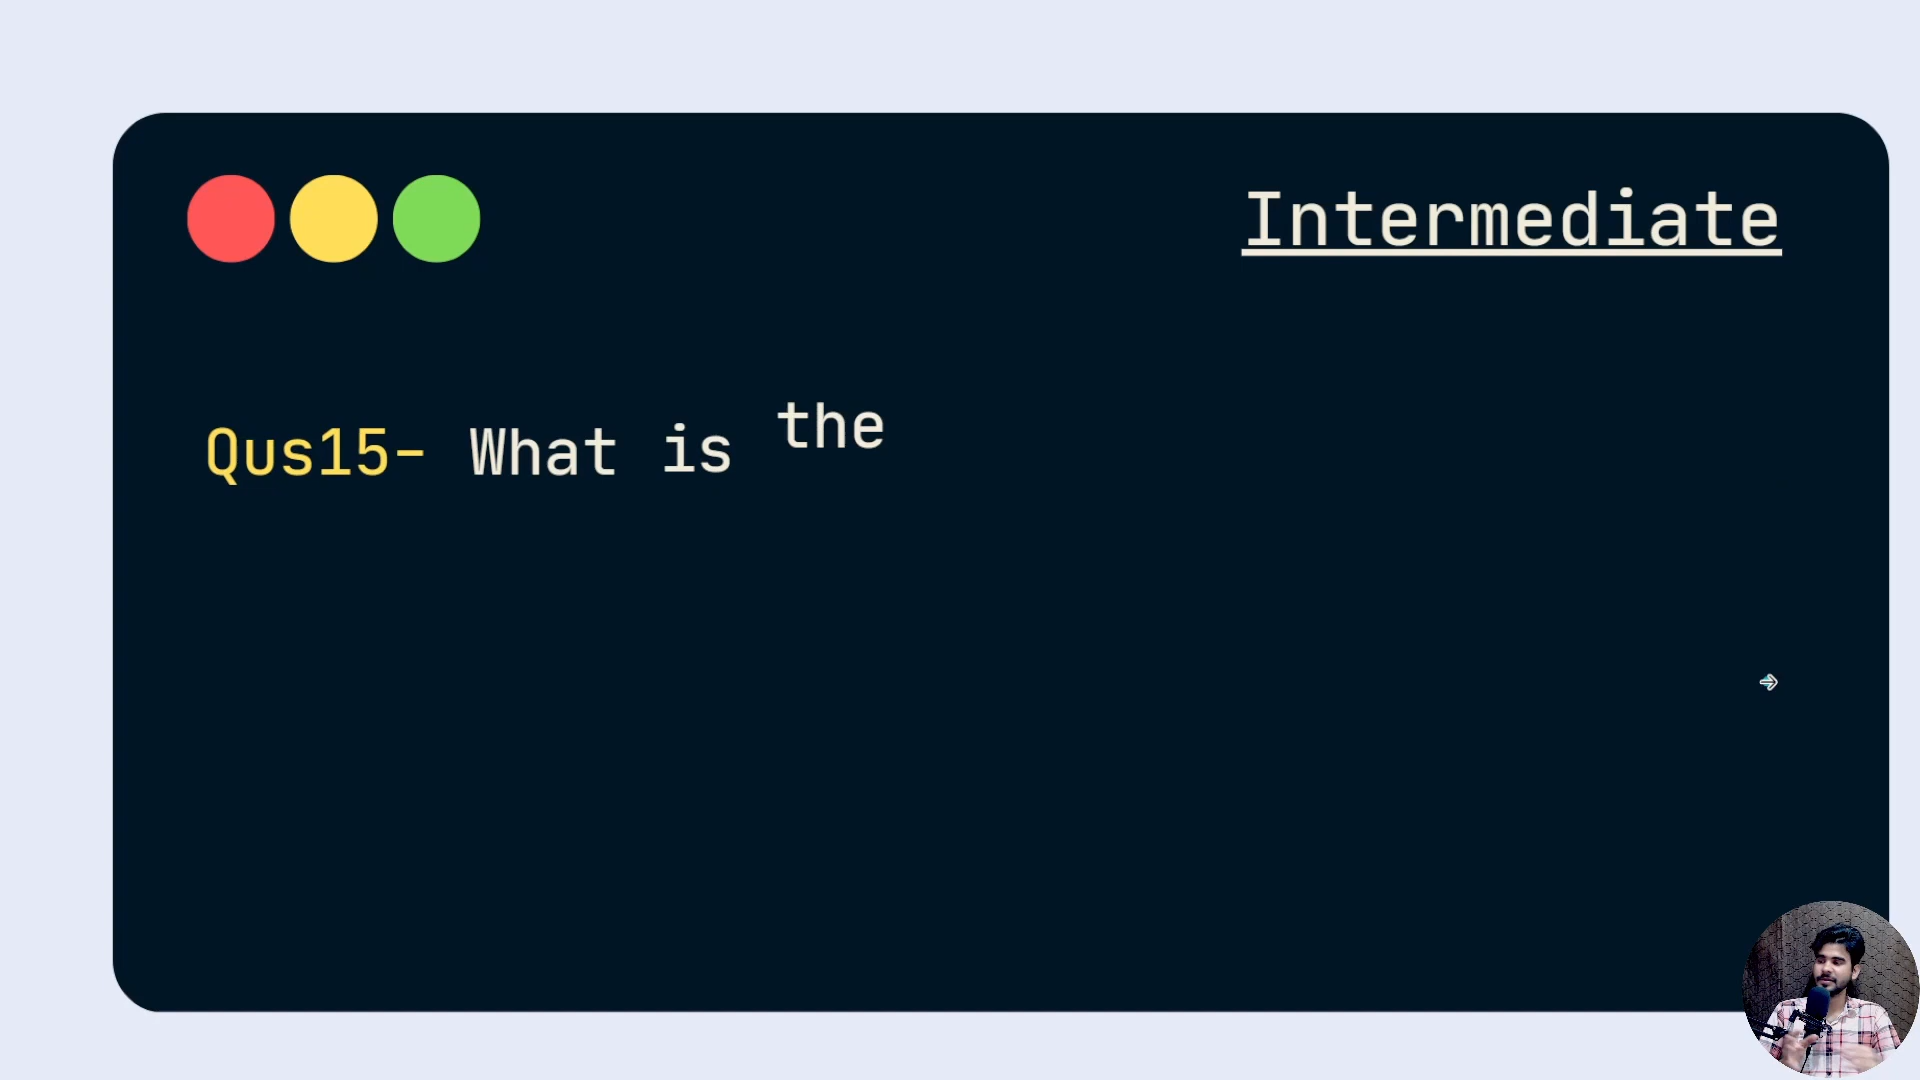 Intermediate
Qus15- What is the